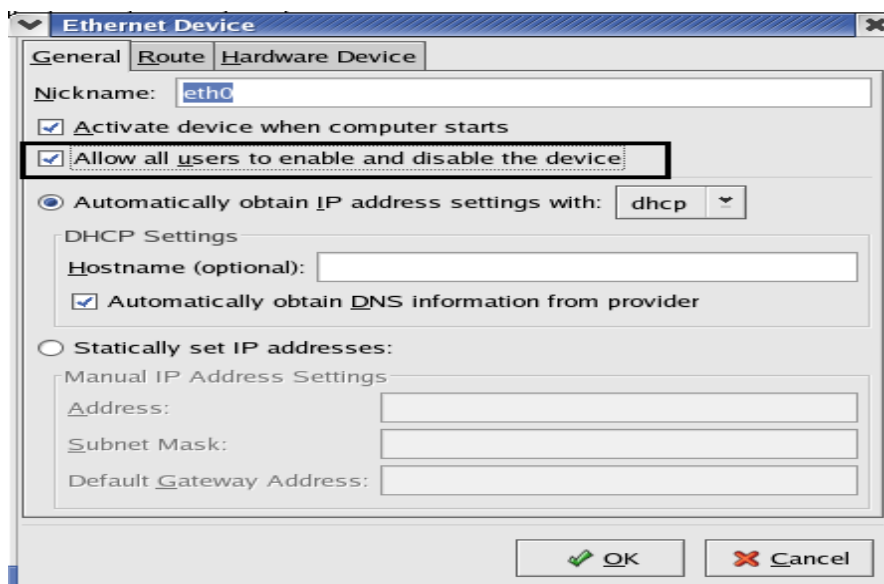 Ethernet Device
General Route Hardware Device
Nickname: eth0
Activate device when computer starts
Allow all users to enable and disable the device
Automatically obtain IP address settings with: dhcp
DHCP Settings
Hostname (optional):
Automatically obtain DNS information from provider
Statically set IP addresses:
Manual IP Address Settings
Address:
Subnet Mask:
Default Gateway Address:
OK Cancel